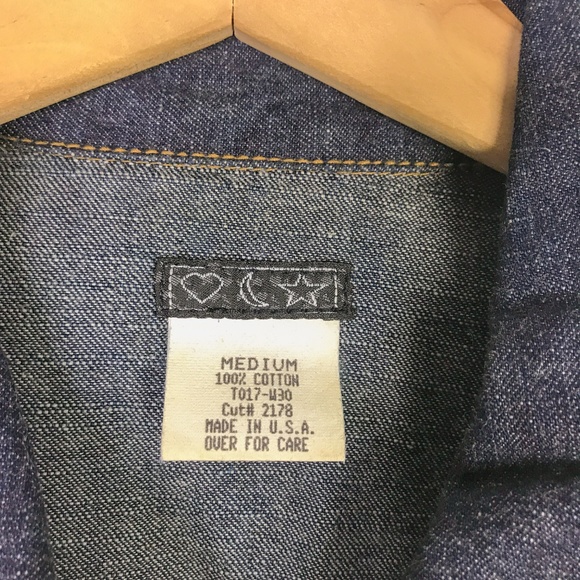 MEDIUM
100% COTTON
T017-W30
Cut# 2178
MADE IN U.S.A.
OVER FOR CARE